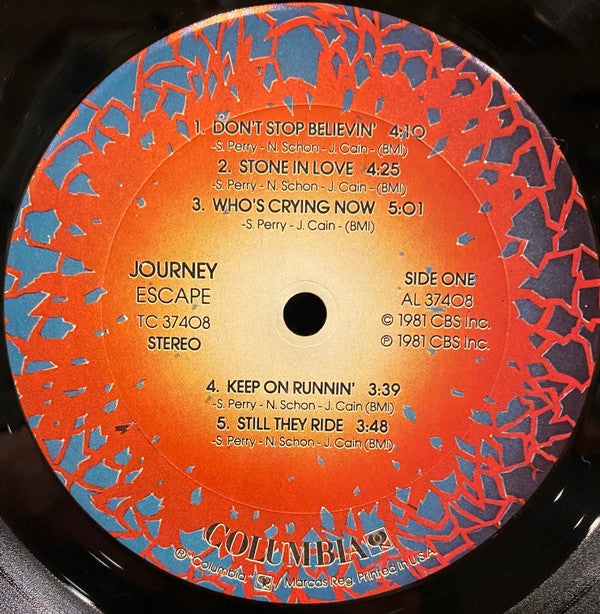 1. DON'T STOP BELIEVIN' 4:10
-S. Perry - N. Schon - J. Cain - (BMI)
2. STONE IN LOVE 4:25
-S. Perry - N. Schon - J. Cain - (BMI)
3. WHO'S CRYING NOW 5:01
-S. Perry - J. Cain - (BMI)
JOURNEY
ESCAPE
TC 37408
STEREO
SIDE ONE
AL 37408
© 1981 CBS Inc.
℗ 1981 CBS Inc.
4. KEEP ON RUNNIN' 3:39
-S. Perry - N. Schon - J. Cain (BMI)
5. STILL THEY RIDE 3:48
-S. Perry - N. Schon - J. Cain (BMI)
COLUMBIA
® Columbia, / Marcas Reg. Printed in U.S.A.